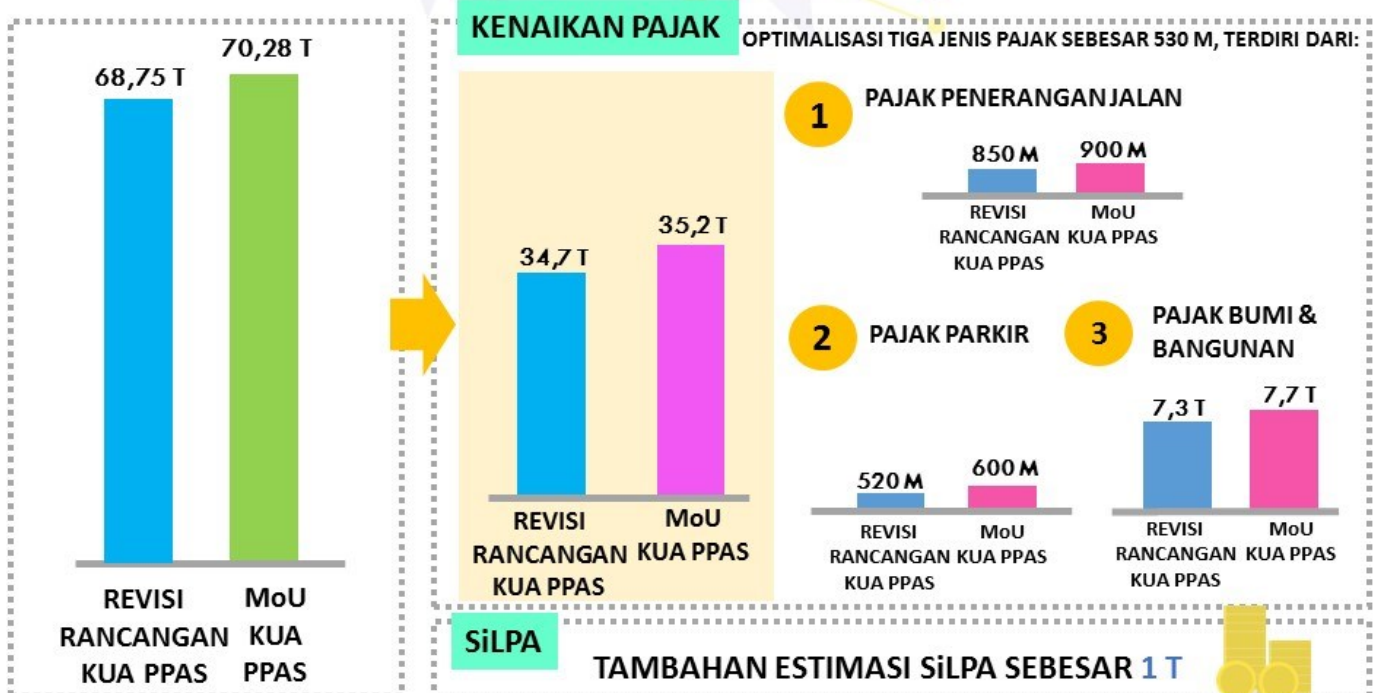 68,75 T
70,28 T
REVISI
RANCANGAN
KUA PPAS
MoU
KUA
PPAS
KENAIKAN PAJAK
OPTIMALISASI TIGA JENIS PAJAK SEBESAR 530 M, TERDIRI DARI:
34,7 T
35,2 T
REVISI
RANCANGAN
KUA PPAS
MoU
KUA PPAS
1
PAJAK PENERANGAN JALAN
850 M
900 M
REVISI
RANCANGAN
KUA PPAS
MoU
KUA PPAS
2
PAJAK PARKIR
520 M
600 M
REVISI
RANCANGAN
KUA PPAS
MoU
KUA PPAS
3
PAJAK BUMI &
BANGUNAN
7,3 T
7,7 T
REVISI
RANCANGAN
KUA PPAS
MoU
KUA PPAS
SiLPA
TAMBAHAN ESTIMASI SiLPA SEBESAR 1 T